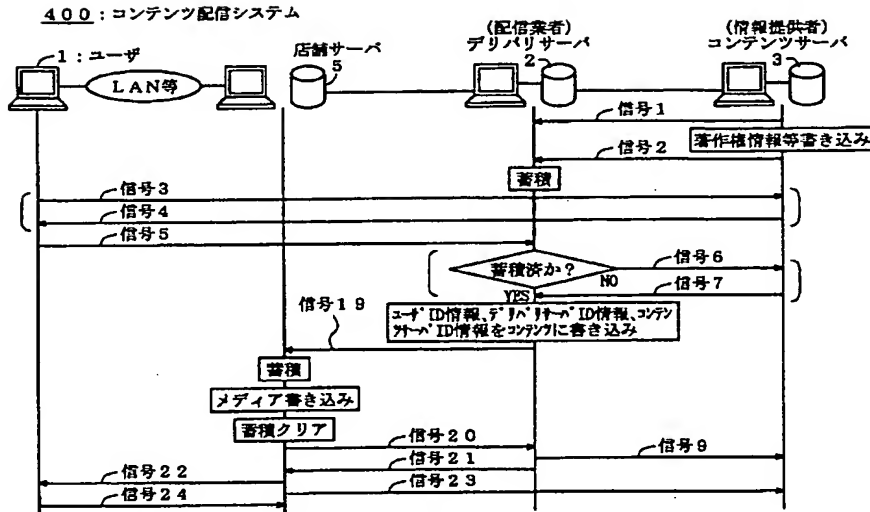 400：コンテンツ配信システム
1：ユーザ
LAN等
店舗サーバ
5
(配信業者)
デリバリサーバ
2
(情報提供者)
コンテンツサーバ
3
信号1
著作権情報等書き込み
信号2
蓄積
信号3
信号4
信号5
蓄積済か？
NO
信号6
YES
信号7
ユーザID情報、デリバリサーバID情報、コンテン
ツサーバID情報をコンテンツに書き込み
信号19
蓄積
メディア書き込み
蓄積クリア
信号20
信号21
信号9
信号22
信号23
信号24